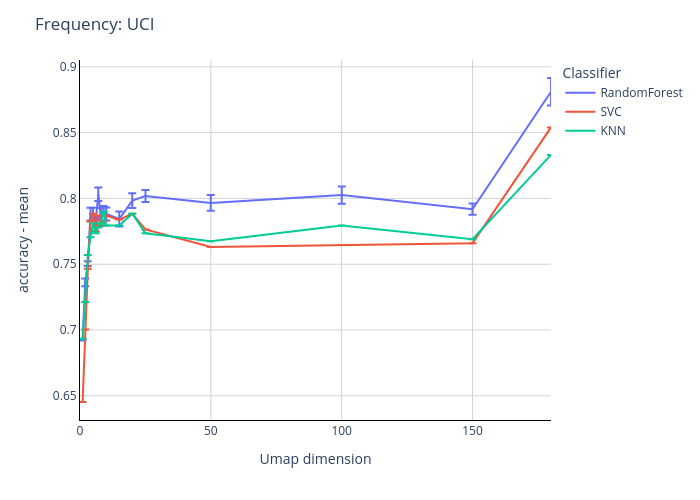 Frequency: UCI
0.9
0.85
0.8
0.75
0.7
0.65
accuracy - mean
0
50
100
150
Umap dimension
Classifier
RandomForest
SVC
KNN